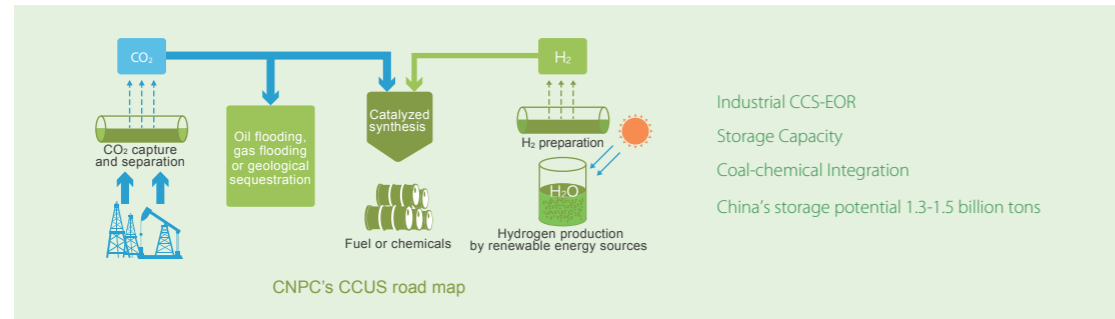 CO₂
H₂
CO₂ capture
and separation
Oil flooding,
gas flooding
or geological
sequestration
Catalyzed
synthesis
Fuel or chemicals
H₂ preparation
H₂O
Hydrogen production
by renewable energy sources
CNPC's CCUS road map
Industrial CCS-EOR
Storage Capacity
Coal-chemical Integration
China's storage potential 1.3-1.5 billion tons